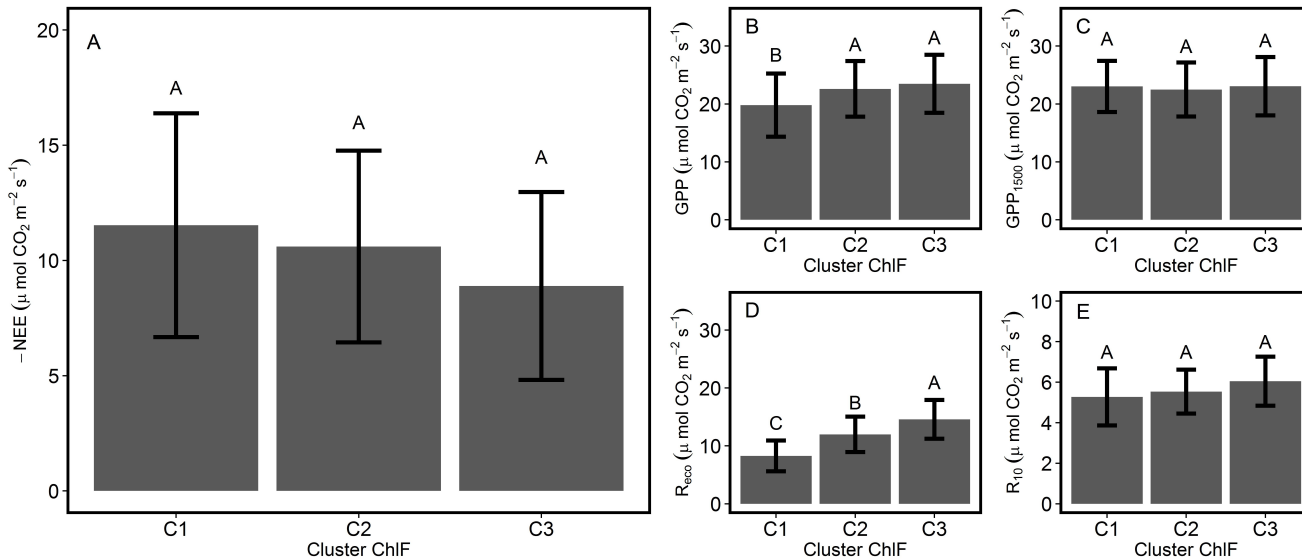 A
20
15
10
5
0
−NEE (μ mol CO₂ m⁻² s⁻¹)
A
A
A
C1
C2
C3
Cluster ChlF
B
30
20
10
0
GPP (μ mol CO₂ m⁻² s⁻¹)
B
A
A
C1
C2
C3
Cluster ChlF
C
30
20
10
0
GPP₁₅₀₀ (μ mol CO₂ m⁻² s⁻¹)
A
A
A
C1
C2
C3
Cluster ChlF
D
30
20
10
0
Rₑcₒ (μ mol CO₂ m⁻² s⁻¹)
C
B
A
C1
C2
C3
Cluster ChlF
E
10
8
6
4
2
0
R₁₀ (μ mol CO₂ m⁻² s⁻¹)
A
A
A
C1
C2
C3
Cluster ChlF